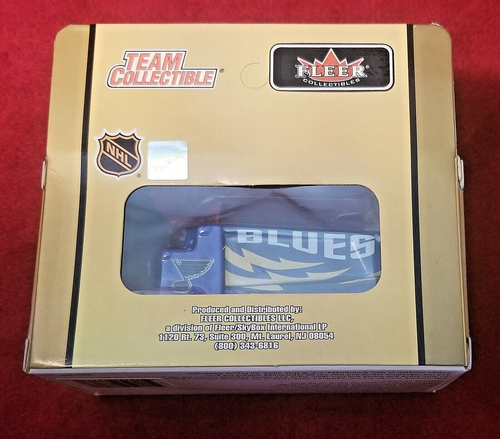 TEAM
COLLECTIBLE
FLEER
COLLECTIBLES
NHL
BLUES
Produced and Distributed by:
FLEER COLLECTIBLES LLC.
a division of Fleer/SkyBox International LP
1120 Rt. 73, Suite 300, Mt. Laurel, NJ 08054
(800) 343-6816